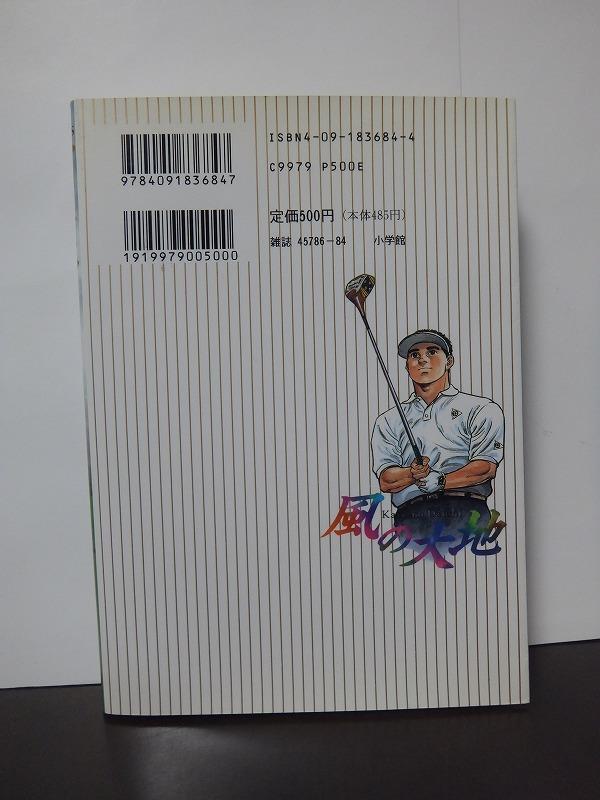 ISBN4-09-183684-4
9784091836847
C9979 P500E
定価500円(本体485円)
1919979005000
雑誌 45786-84 小学館
風の大地